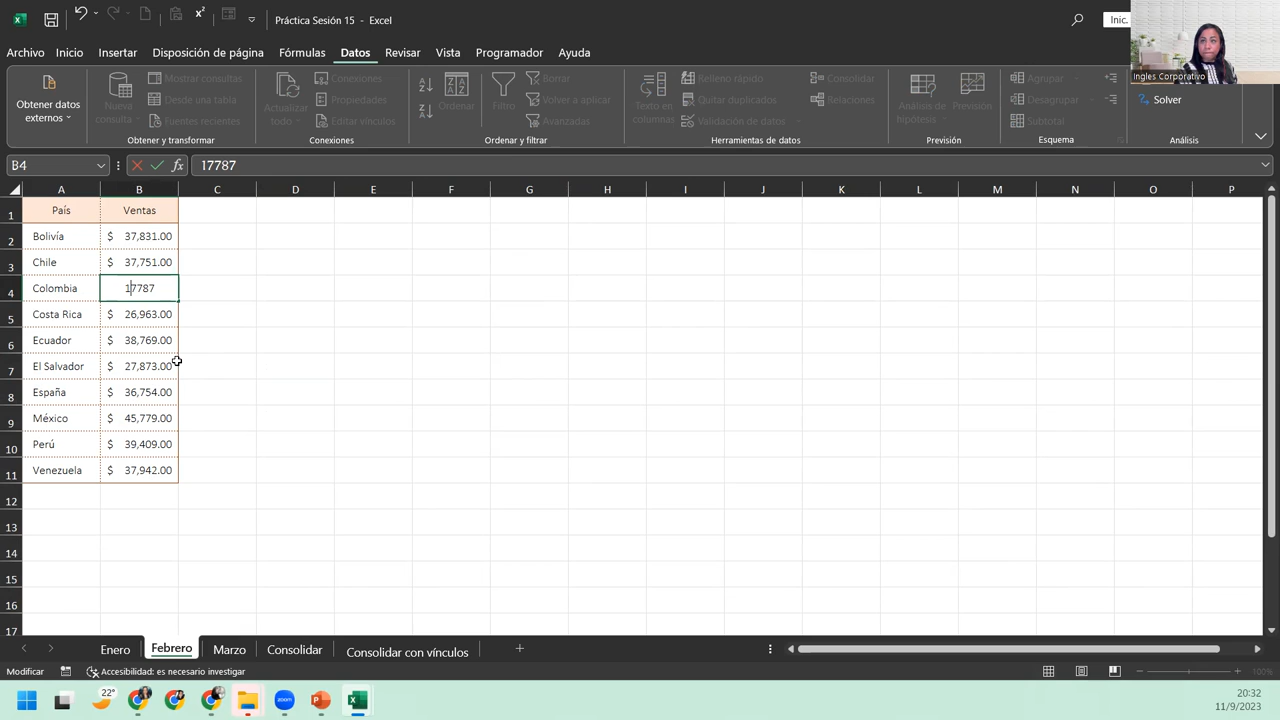 Práctica Sesión 15 - Excel
Inic.
Archivo Inicio Insertar Disposición de página Fórmulas Datos Revisar Vista Programador Ayuda
Ingles Corporativo
Obtener datos externos
Nueva consulta
Mostrar consultas
Desde una tabla
Fuentes recientes
Obtener y transformar
Actualizar todo
Conexiones
Propiedades
Editar vínculos
Conexiones
Filtro
Volver a aplicar
Avanzadas
Ordenar y filtrar
Texto en columnas
Relleno rápido
Quitar duplicados
Validación de datos
Consolidar
Relaciones
Herramientas de datos
Análisis de hipótesis
Previsión
Previsión
Agrupar
Desagrupar
Subtotal
Esquema
Solver
Análisis
B4 fx 17787
A B C D E F G H I J K L M N O P
1 País Ventas
2 Bolivía $ 37,831.00
3 Chile $ 37,751.00
4 Colombia 17787
5 Costa Rica $ 26,963.00
6 Ecuador $ 38,769.00
7 El Salvador $ 27,873.00
8 España $ 36,754.00
9 México $ 45,779.00
10 Perú $ 39,409.00
11 Venezuela $ 37,942.00
12
13
14
15
16
17
Enero Febrero Marzo Consolidar Consolidar con vínculos
Modificar Accesibilidad: es necesario investigar 100%
22°
zoom
20:32
11/9/2023